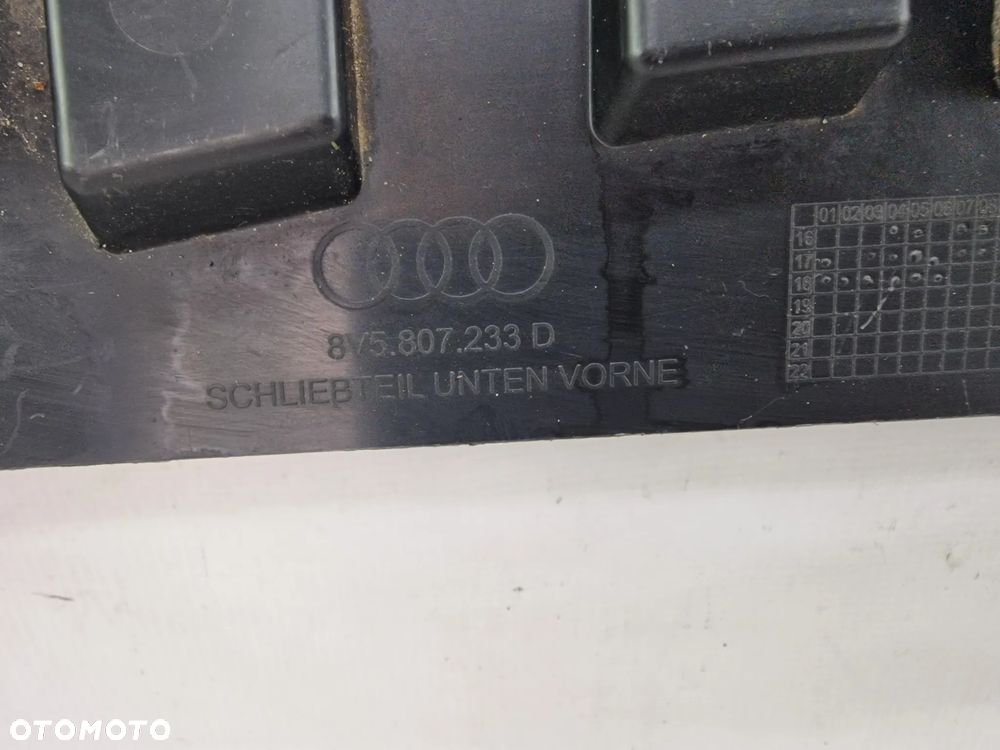 8V5.807.233 D
SCHLIEßTEIL UNTEN VORNE
01 02 03 04 05 06 07
16
17
18
19
20
21
22
OTOMOTO